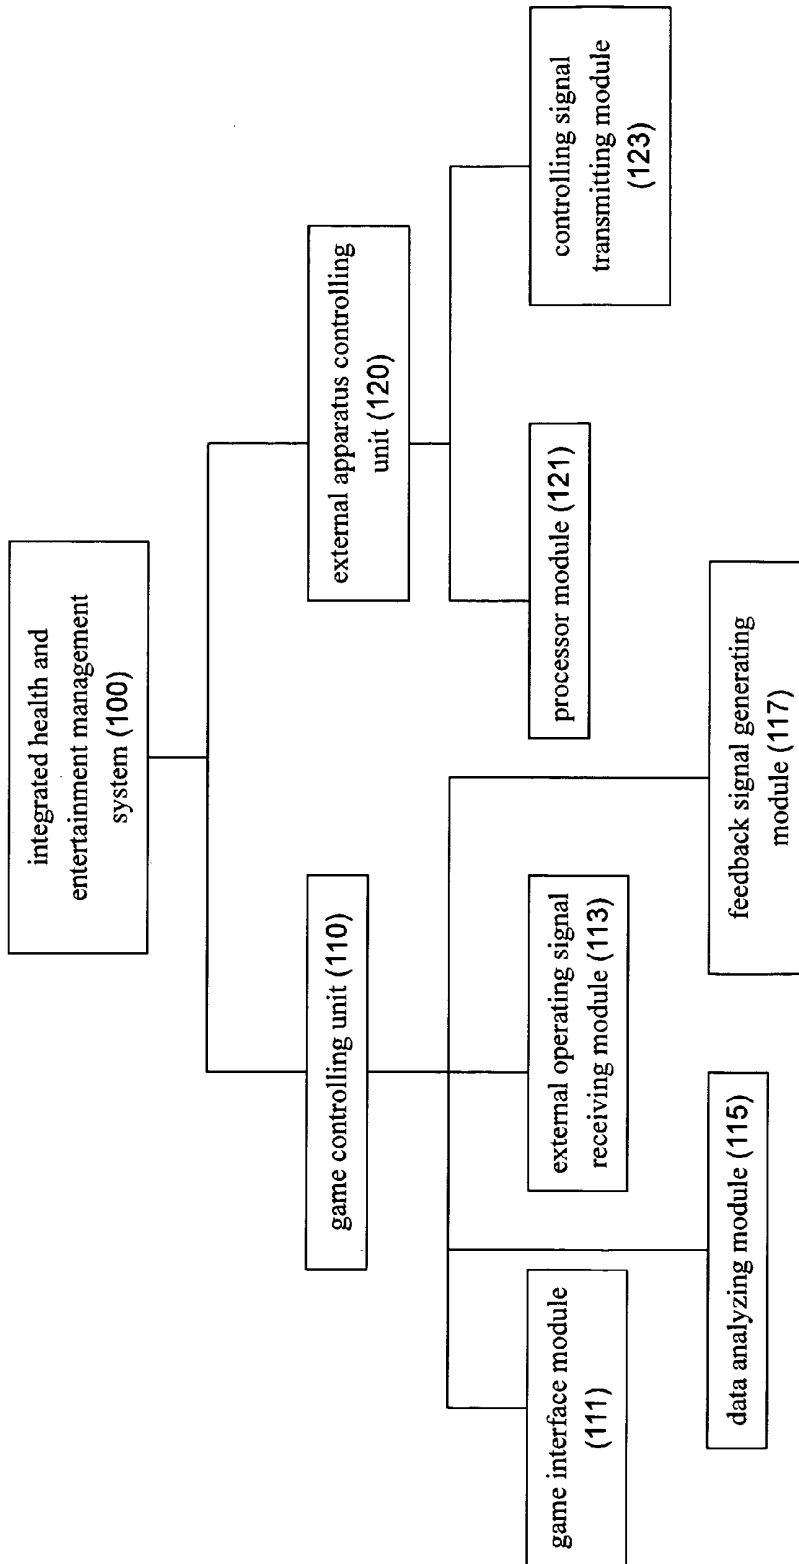 integrated health and
entertainment management
system (100)
game controlling unit (110)
external apparatus controlling
unit (120)
game interface module
(111)
external operating signal
receiving module (113)
processor module (121)
controlling signal
transmitting module
(123)
data analyzing module (115)
feedback signal generating
module (117)